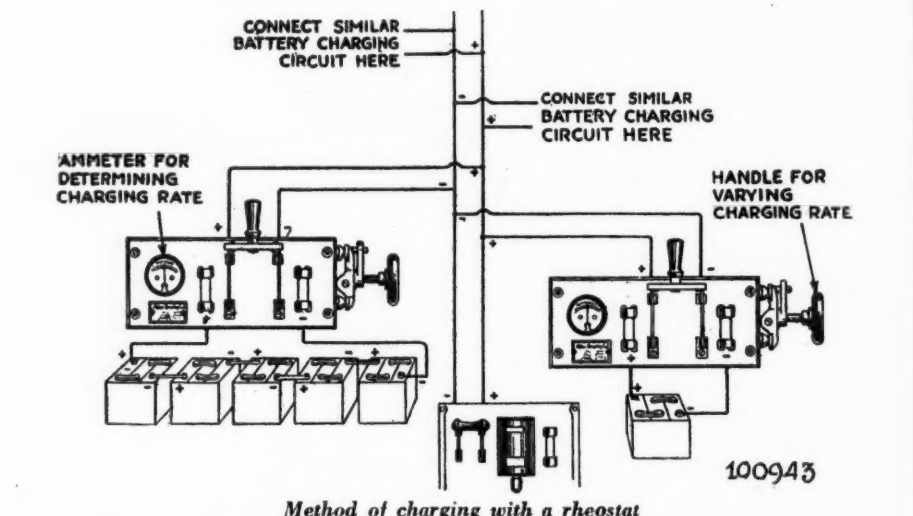 CONNECT SIMILAR
BATTERY CHARGING
CIRCUIT HERE
CONNECT SIMILAR
BATTERY CHARGING
CIRCUIT HERE
AMMETER FOR
DETERMINING
CHARGING RATE
HANDLE FOR
VARYING
CHARGING RATE
100943
Method of charging with a rheostat